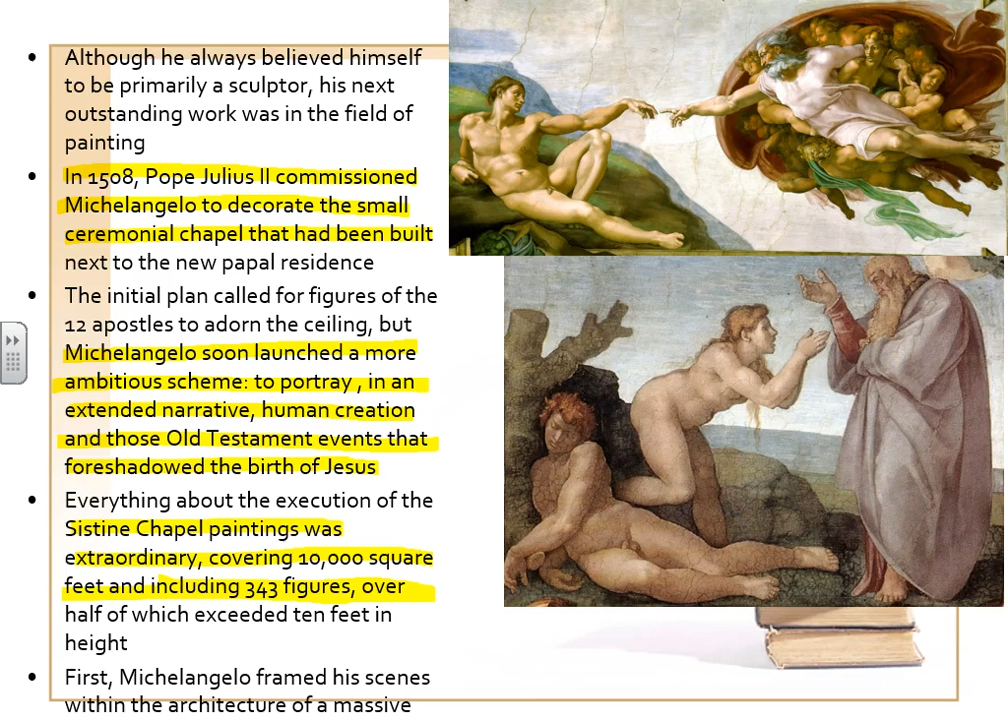 • Although he always believed himself
to be primarily a sculptor, his next
outstanding work was in the field of
painting
• In 1508, Pope Julius II commissioned
Michelangelo to decorate the small
ceremonial chapel that had been built
next to the new papal residence
• The initial plan called for figures of the
12 apostles to adorn the ceiling, but
Michelangelo soon launched a more
ambitious scheme: to portray , in an
extended narrative, human creation
and those Old Testament events that
foreshadowed the birth of Jesus
• Everything about the execution of the
Sistine Chapel paintings was
extraordinary, covering 10,000 square
feet and including 343 figures, over
half of which exceeded ten feet in
height
• First, Michelangelo framed his scenes
within the architecture of a massive